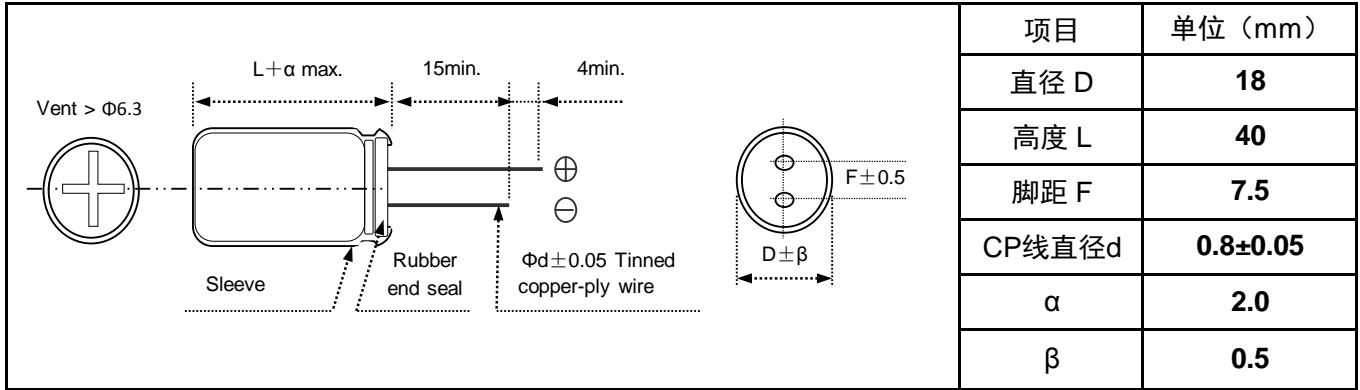 Vent > Φ6.3
L+α max.
15min.
4min.
⊕
⊖
Sleeve
Rubber
end seal
Φd±0.05 Tinned
copper-ply wire
F±0.5
D±β
项目 单位（mm）
直径 D 18
高度 L 40
脚距 F 7.5
CP线直径d 0.8±0.05
α 2.0
β 0.5